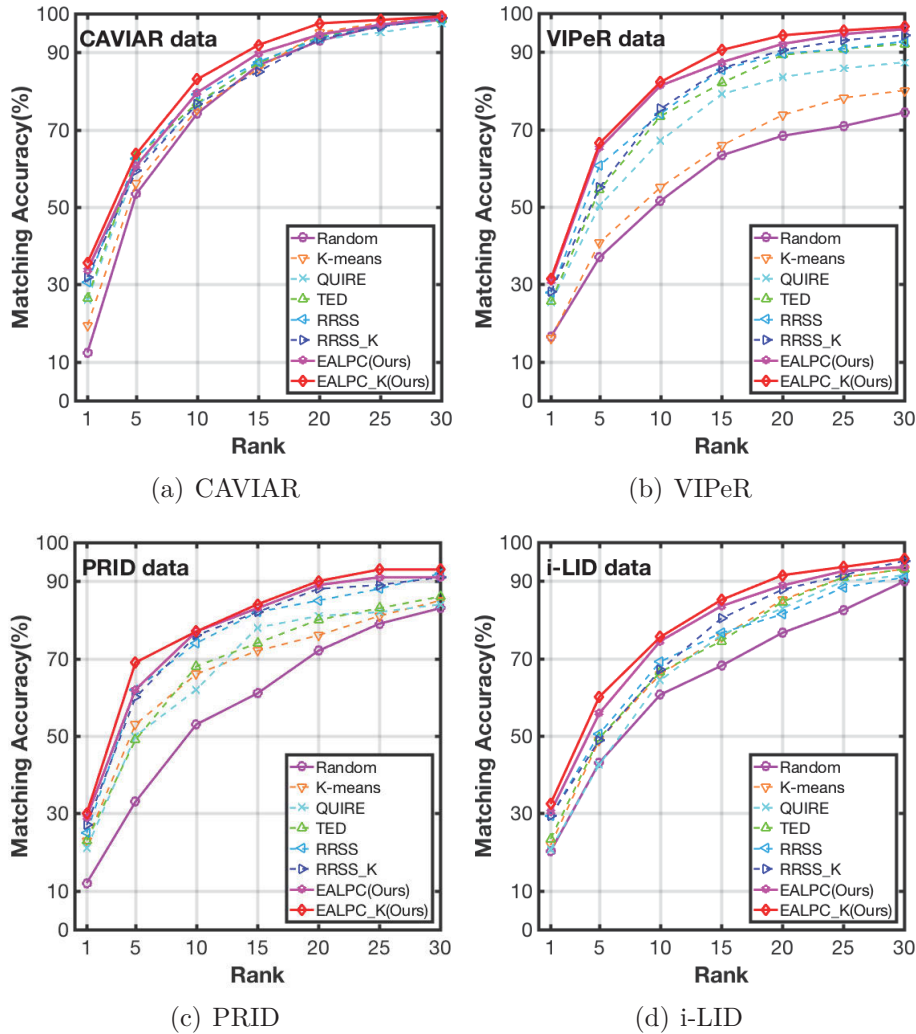 CAVIAR data
Matching Accuracy(%)
100
90
70
50
30
10
0
1 5 10 15 20 25 30
Rank
Random
K-means
QUIRE
TED
RRSS
RRSS_K
EALPC(Ours)
EALPC_K(Ours)
(a) CAVIAR
VIPeR data
Matching Accuracy(%)
100
90
70
50
30
10
0
1 5 10 15 20 25 30
Rank
Random
K-means
QUIRE
TED
RRSS
RRSS_K
EALPC(Ours)
EALPC_K(Ours)
(b) VIPeR
PRID data
Matching Accuracy(%)
100
90
70
50
30
10
0
1 5 10 15 20 25 30
Rank
Random
K-means
QUIRE
TED
RRSS
RRSS_K
EALPC(Ours)
EALPC_K(Ours)
(c) PRID
i-LID data
Matching Accuracy(%)
100
90
70
50
30
10
0
1 5 10 15 20 25 30
Rank
Random
K-means
QUIRE
TED
RRSS
RRSS_K
EALPC(Ours)
EALPC_K(Ours)
(d) i-LID